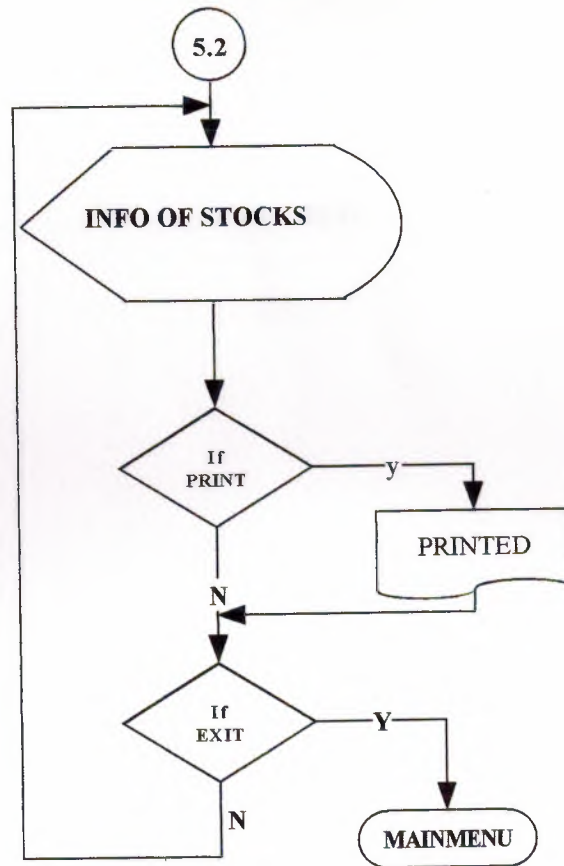 5.2
INFO OF STOCKS
If
PRINT
y
PRINTED
N
If
EXIT
Y
N
MAINMENU